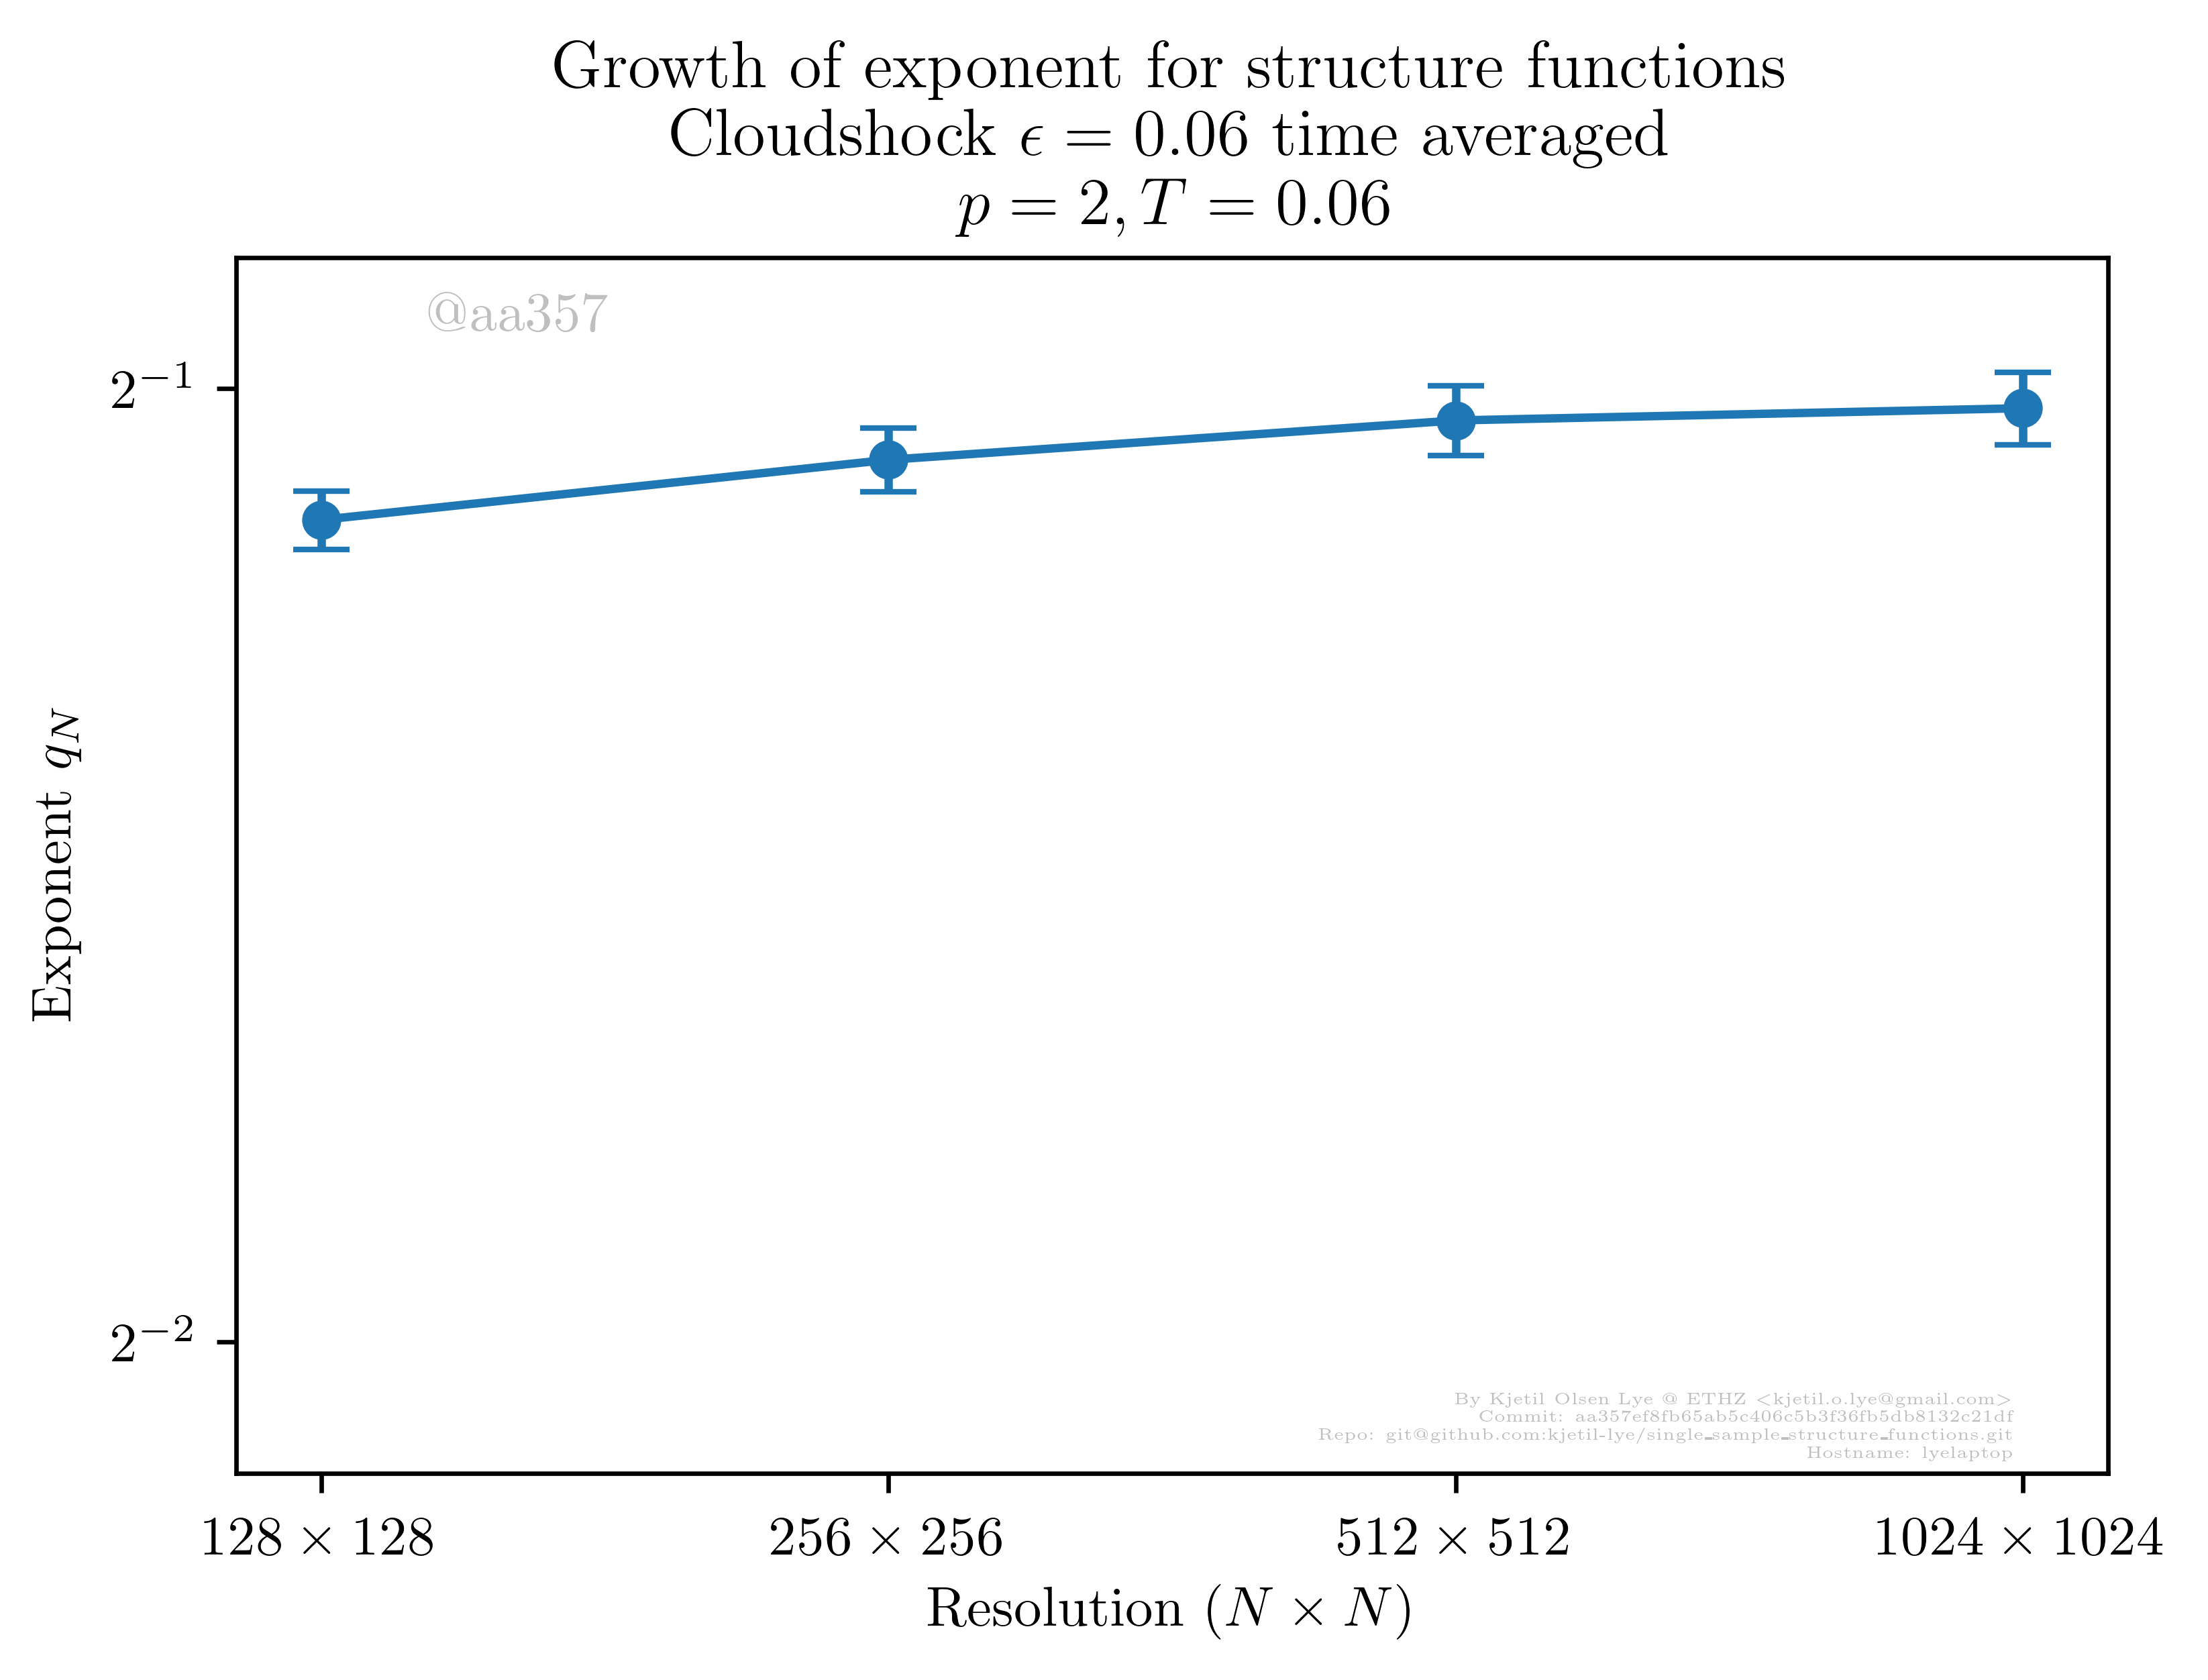 Growth of exponent for structure functions
Cloudshock ϵ = 0.06 time averaged
p = 2, T = 0.06
@aa357
2⁻¹
Exponent q_N
2⁻²
By Kjetil Olsen Lye @ ETHZ <kjetil.o.lye@gmail.com>
Commit: aa357ef8fb65ab5c406c5b3f36fb5db8132c21df
Repo: git@github.com:kjetil-lye/single_sample_structure_functions.git
Hostname: lyelaptop
128 × 128 256 × 256 512 × 512 1024 × 1024
Resolution (N × N)